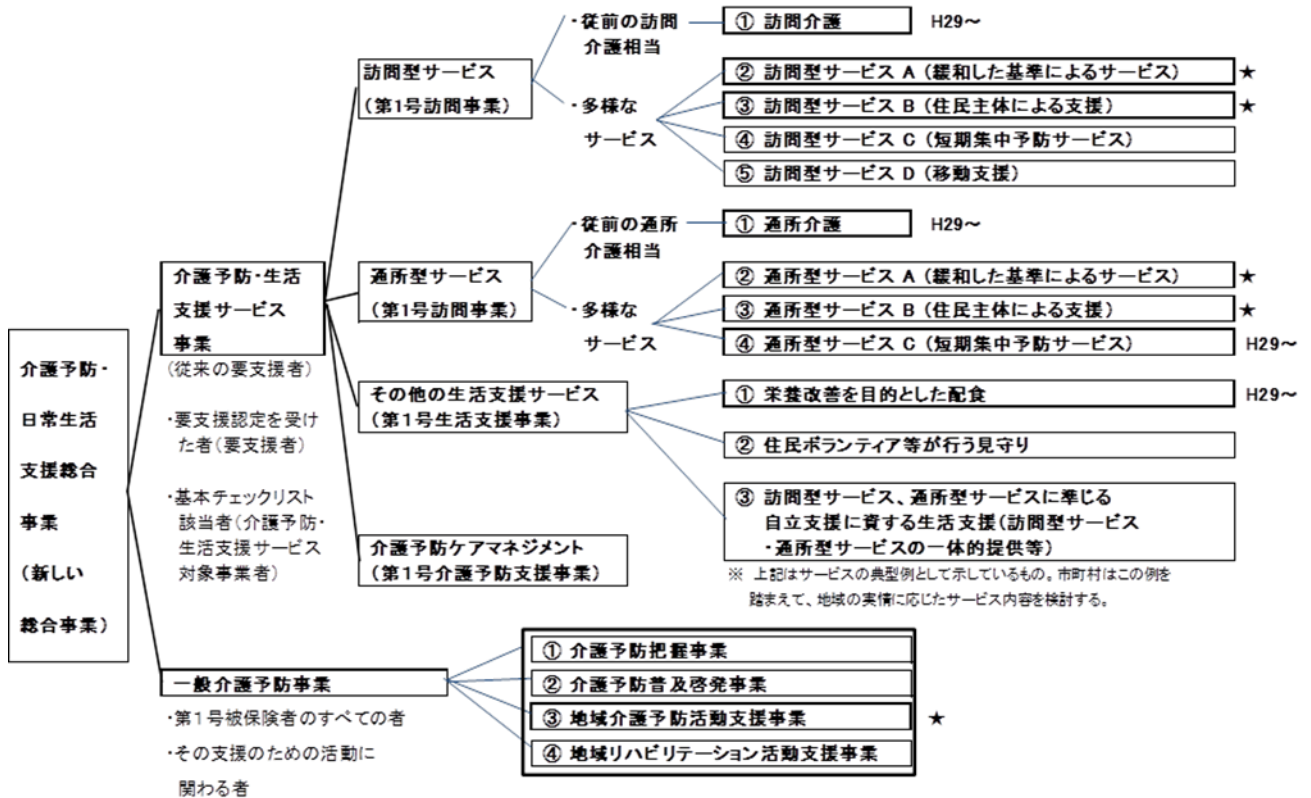 介護予防・
日常生活
支援総合
事業
（新しい
総合事業）
介護予防・生活
支援サービス
事業
（従来の要支援者）
・要支援認定を受け
た者（要支援者）
・基本チェックリスト
該当者（介護予防・
生活支援サービス
対象事業者）
訪問型サービス
（第1号訪問事業）
・従前の訪問
介護相当
① 訪問介護 H29～
・多様な
サービス
② 訪問型サービス A （緩和した基準によるサービス） ★
③ 訪問型サービス B （住民主体による支援） ★
④ 訪問型サービス C （短期集中予防サービス）
⑤ 訪問型サービス D （移動支援）
通所型サービス
（第1号訪問事業）
・従前の通所
介護相当
① 通所介護 H29～
・多様な
サービス
② 通所型サービス A （緩和した基準によるサービス） ★
③ 通所型サービス B （住民主体による支援） ★
④ 通所型サービス C （短期集中予防サービス） H29～
その他の生活支援サービス
（第1号生活支援事業）
① 栄養改善を目的とした配食 H29～
② 住民ボランティア等が行う見守り
③ 訪問型サービス、通所型サービスに準じる
自立支援に資する生活支援（訪問型サービス
・通所型サービスの一体的提供等）
※ 上記はサービスの典型例として示しているもの。市町村はこの例を
踏まえて、地域の実情に応じたサービス内容を検討する。
介護予防ケアマネジメント
（第1号介護予防支援事業）
一般介護予防事業
・第1号被保険者のすべての者
・その支援のための活動に
関わる者
① 介護予防把握事業
② 介護予防普及啓発事業
③ 地域介護予防活動支援事業 ★
④ 地域リハビリテーション活動支援事業